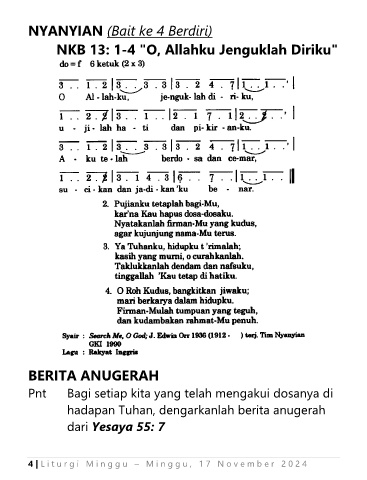 NYANYIAN (Bait ke 4 Berdiri)
NKB 13: 1-4 "O, Allahku Jenguklah Diriku"
do = f 6 ketuk (2 x 3)
3 . . 1 . 2 | 3 . . 3 . 3 | 3 . 2 4 . 7 | 1 . . 1 . . ' |
O Al - lah-ku, je-nguk- lah di - ri - ku,
1 . . 2 . 2 | 3 . . 1 . . | 2 . 1 7 . 1 | 2 . . 2 . . ' |
u - ji - lah ha - ti dan pi- kir -an-ku.
3 . . 1 . 2 | 3 . . 3 . 3 | 3 . 2 4 . 7 | 1 . . 1 . . ' |
A - ku te - lah berdo - sa dan ce-mar,
1 . . 2 . 2 | 3 . 1 4 . 3 | 6 . . 7 . . | 1 . . 1 . . ||
su - ci - kan dan ja-di - kan 'ku be - nar.
2. Pujianku tetaplah bagi-Mu,
kar'na Kau hapus dosa-dosaku.
Nyatakanlah firman-Mu yang kudus,
agar kujunjung nama-Mu terus.
3. Ya Tuhanku, hidupku t 'rimalah;
kasih yang murni, o curahkanlah.
Taklukkanlah dendam dan nafsuku,
tinggallah 'Kau tetap di hatiku.
4. O Roh Kudus, bangkitkan jiwaku;
mari berkarya dalam hidupku.
Firman-Mulah tumpuan yang teguh,
dan kudambakan rahmat-Mu penuh.
Syair : Search Me, O God; J. Edwin Orr 1936 (1912 - ) terj. Tim Nyanyian
GKI 1990
Lagu : Rakyat Inggris
BERITA ANUGERAH
Pnt Bagi setiap kita yang telah mengakui dosanya di
hadapan Tuhan, dengarkanlah berita anugerah
dari Yesaya 55: 7
4 | Liturgi Minggu – Minggu, 17 November 2024